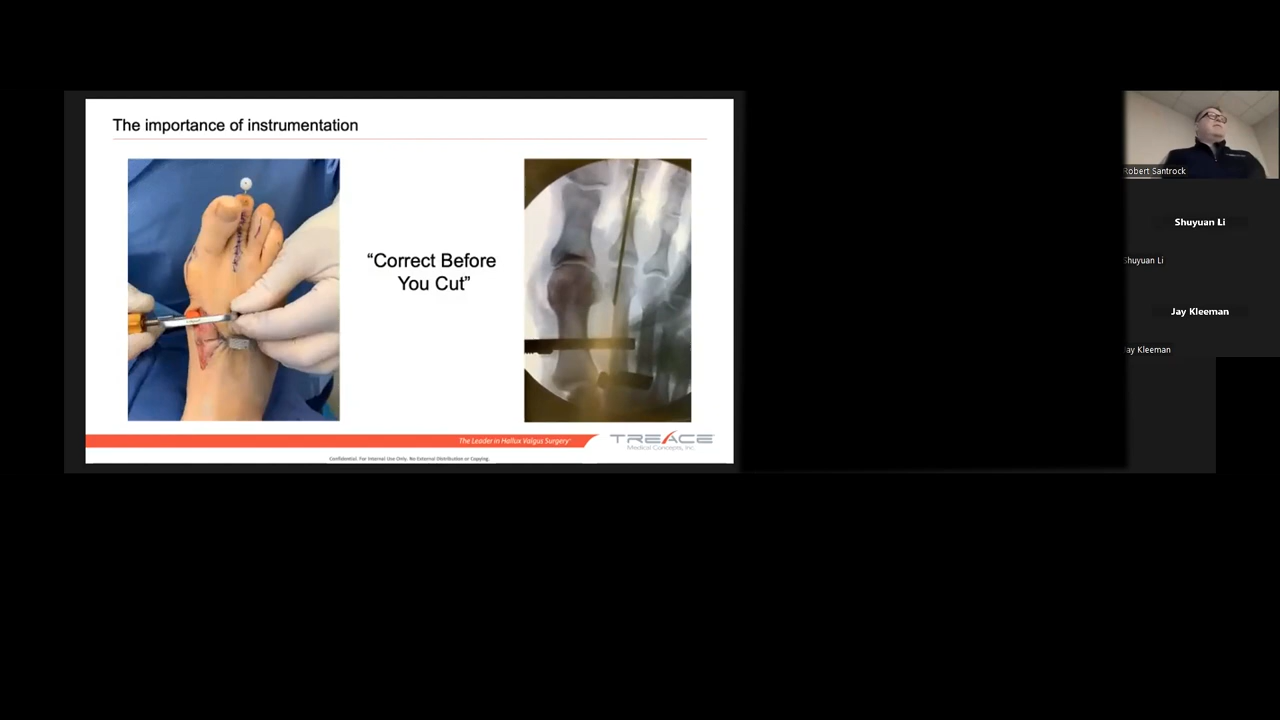 The importance of instrumentation
“Correct Before
You Cut”
The Leader in Hallux Valgus Surgery®
TREACE
Medical Concepts, Inc.
Confidential. For Internal Use Only. No External Distribution or Copying.
Robert Santrock
Shuyuan Li
Shuyuan Li
Jay Kleeman
Jay Kleeman